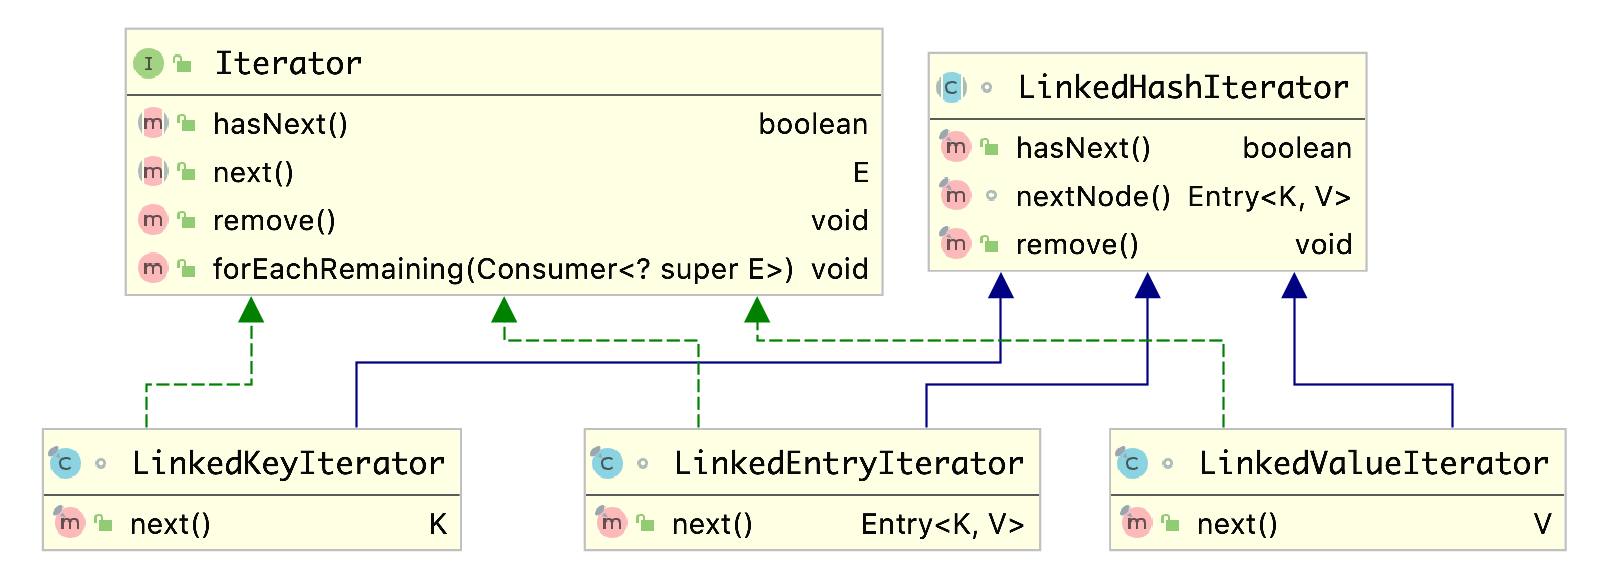 Iterator
hasNext() boolean
next() E
remove() void
forEachRemaining(Consumer<? super E>) void
LinkedHashIterator
hasNext() boolean
nextNode() Entry<K, V>
remove() void
LinkedKeyIterator
next() K
LinkedEntryIterator
next() Entry<K, V>
LinkedValueIterator
next() V